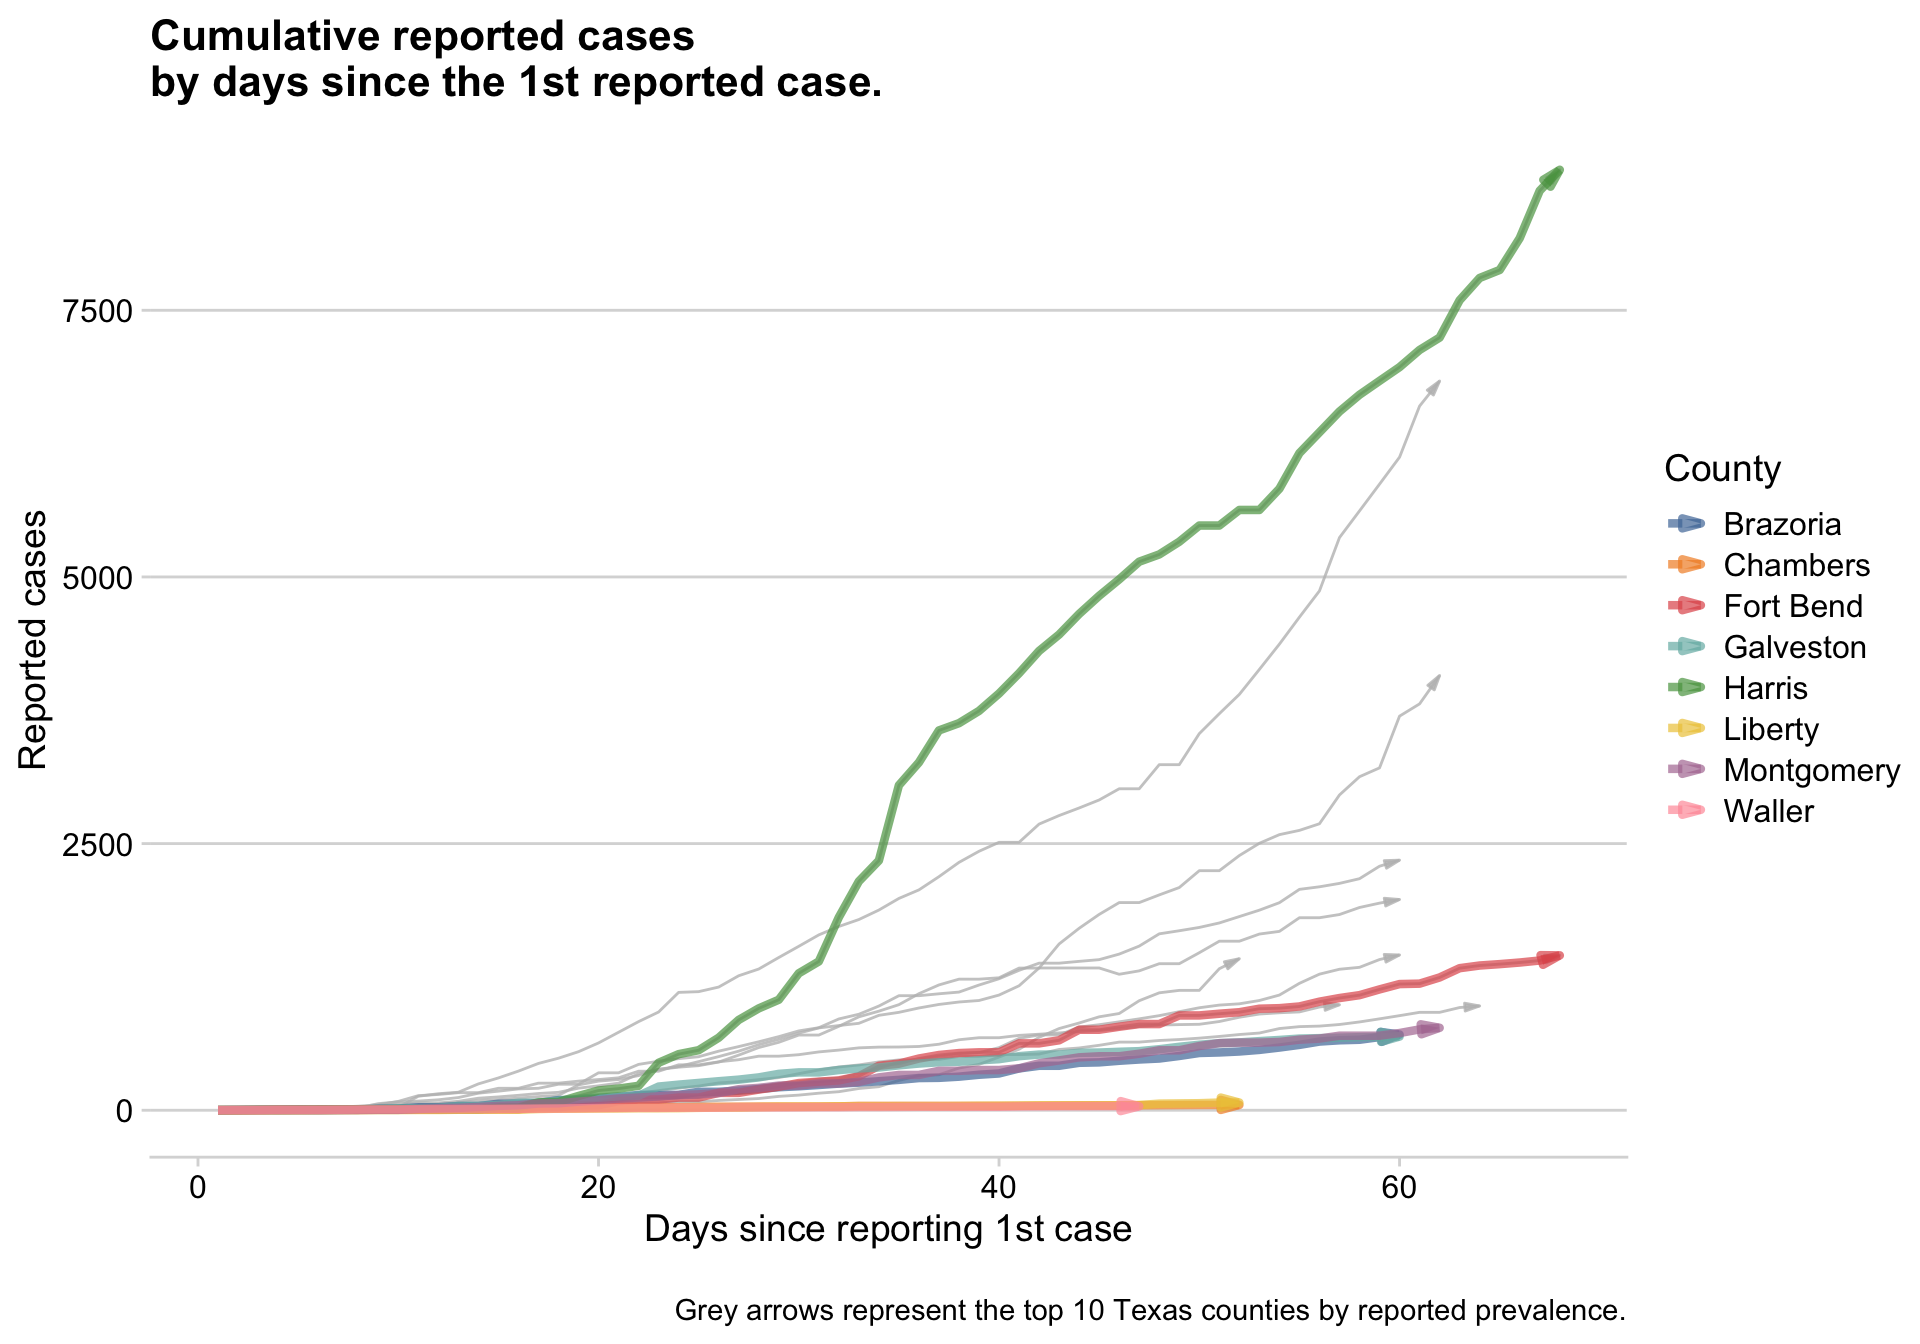 Cumulative reported cases
by days since the 1st reported case.
Reported cases
7500
5000
2500
0
0 20 40 60
Days since reporting 1st case
County
Brazoria
Chambers
Fort Bend
Galveston
Harris
Liberty
Montgomery
Waller
Grey arrows represent the top 10 Texas counties by reported prevalence.